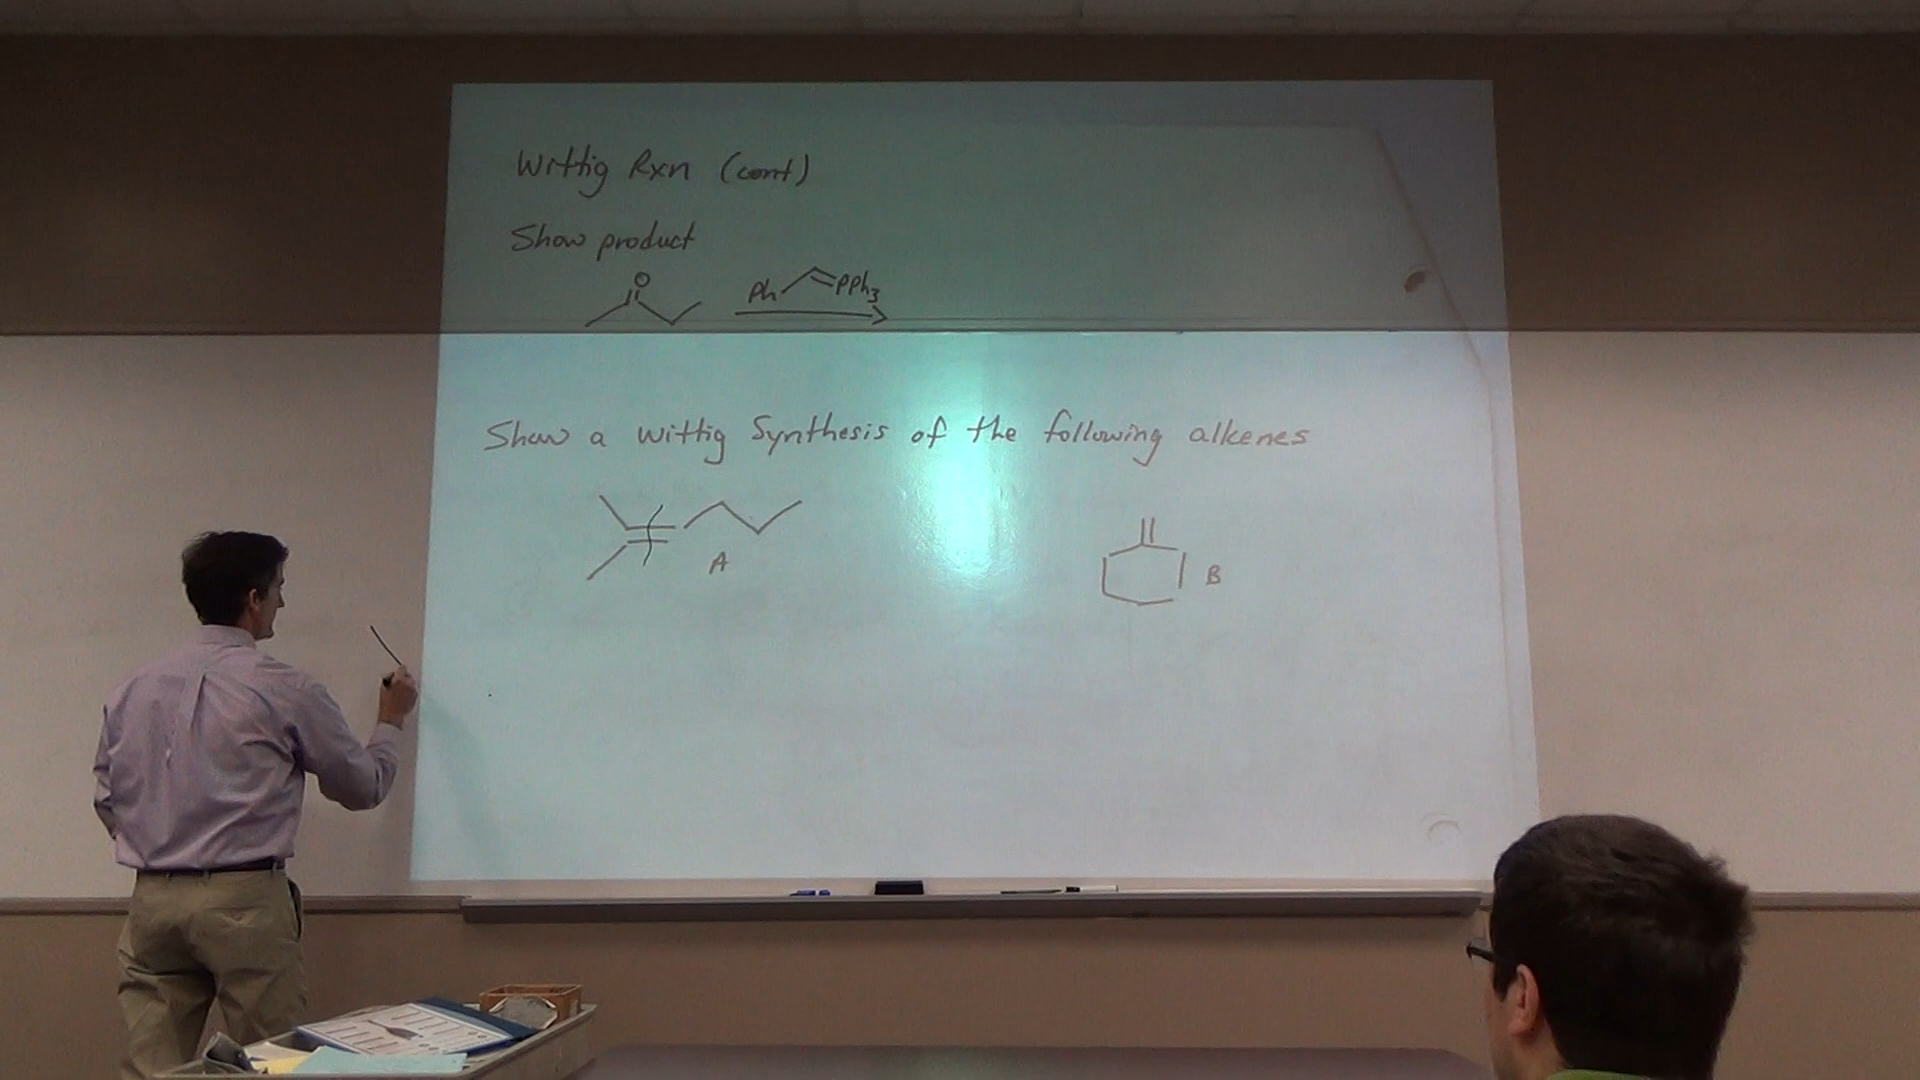 Wittig Rxn (cont)
Show product
O
Ph PPh3
Show a Wittig Synthesis of the following alkenes
A
B